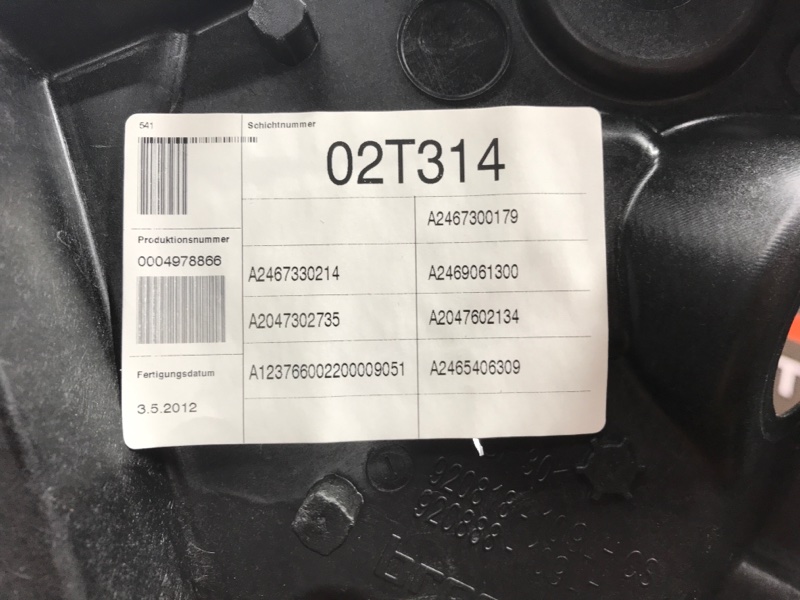 541
Schichtnummer
02T314
A2467300179
Produktionsnummer
0004978866
A2467330214 A2469061300
A2047302735 A2047602134
A123766002200009051 A2465406309
Fertigungsdatum
3.5.2012